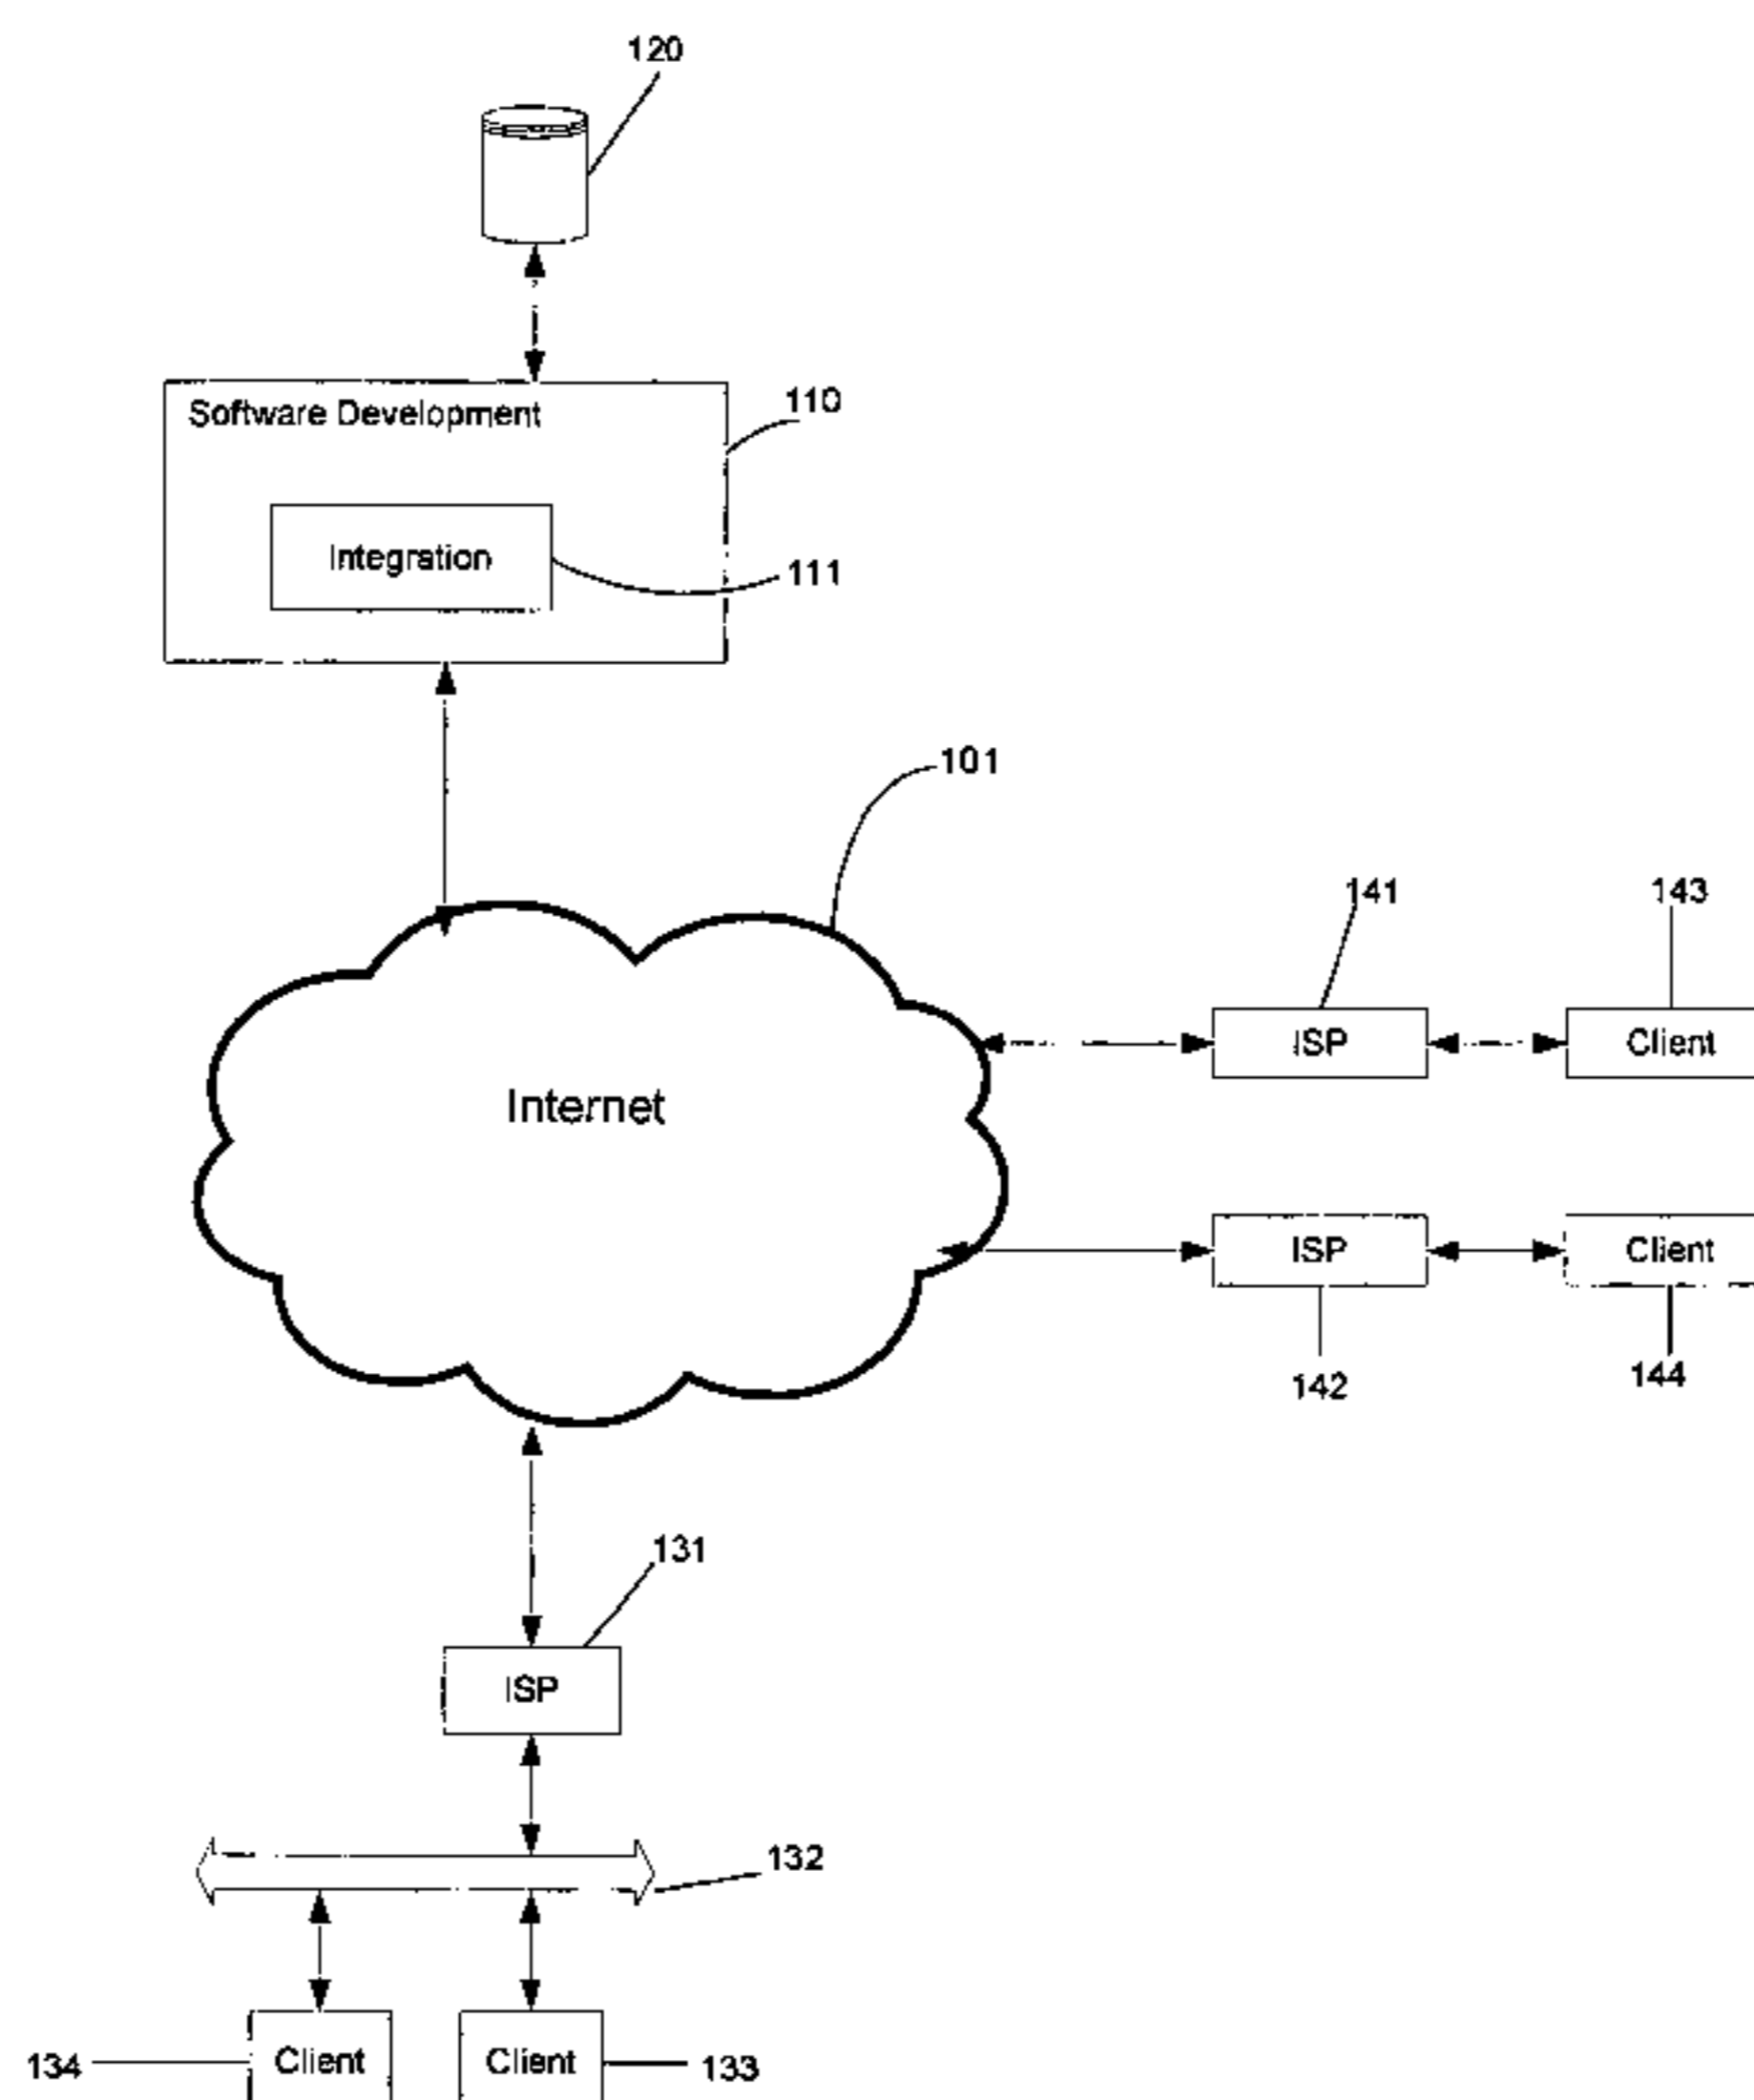 120
Software Development
110
Integration
111
101
141
143
Internet
ISP
Client
ISP
Client
142
144
131
ISP
132
134
Client
Client
133